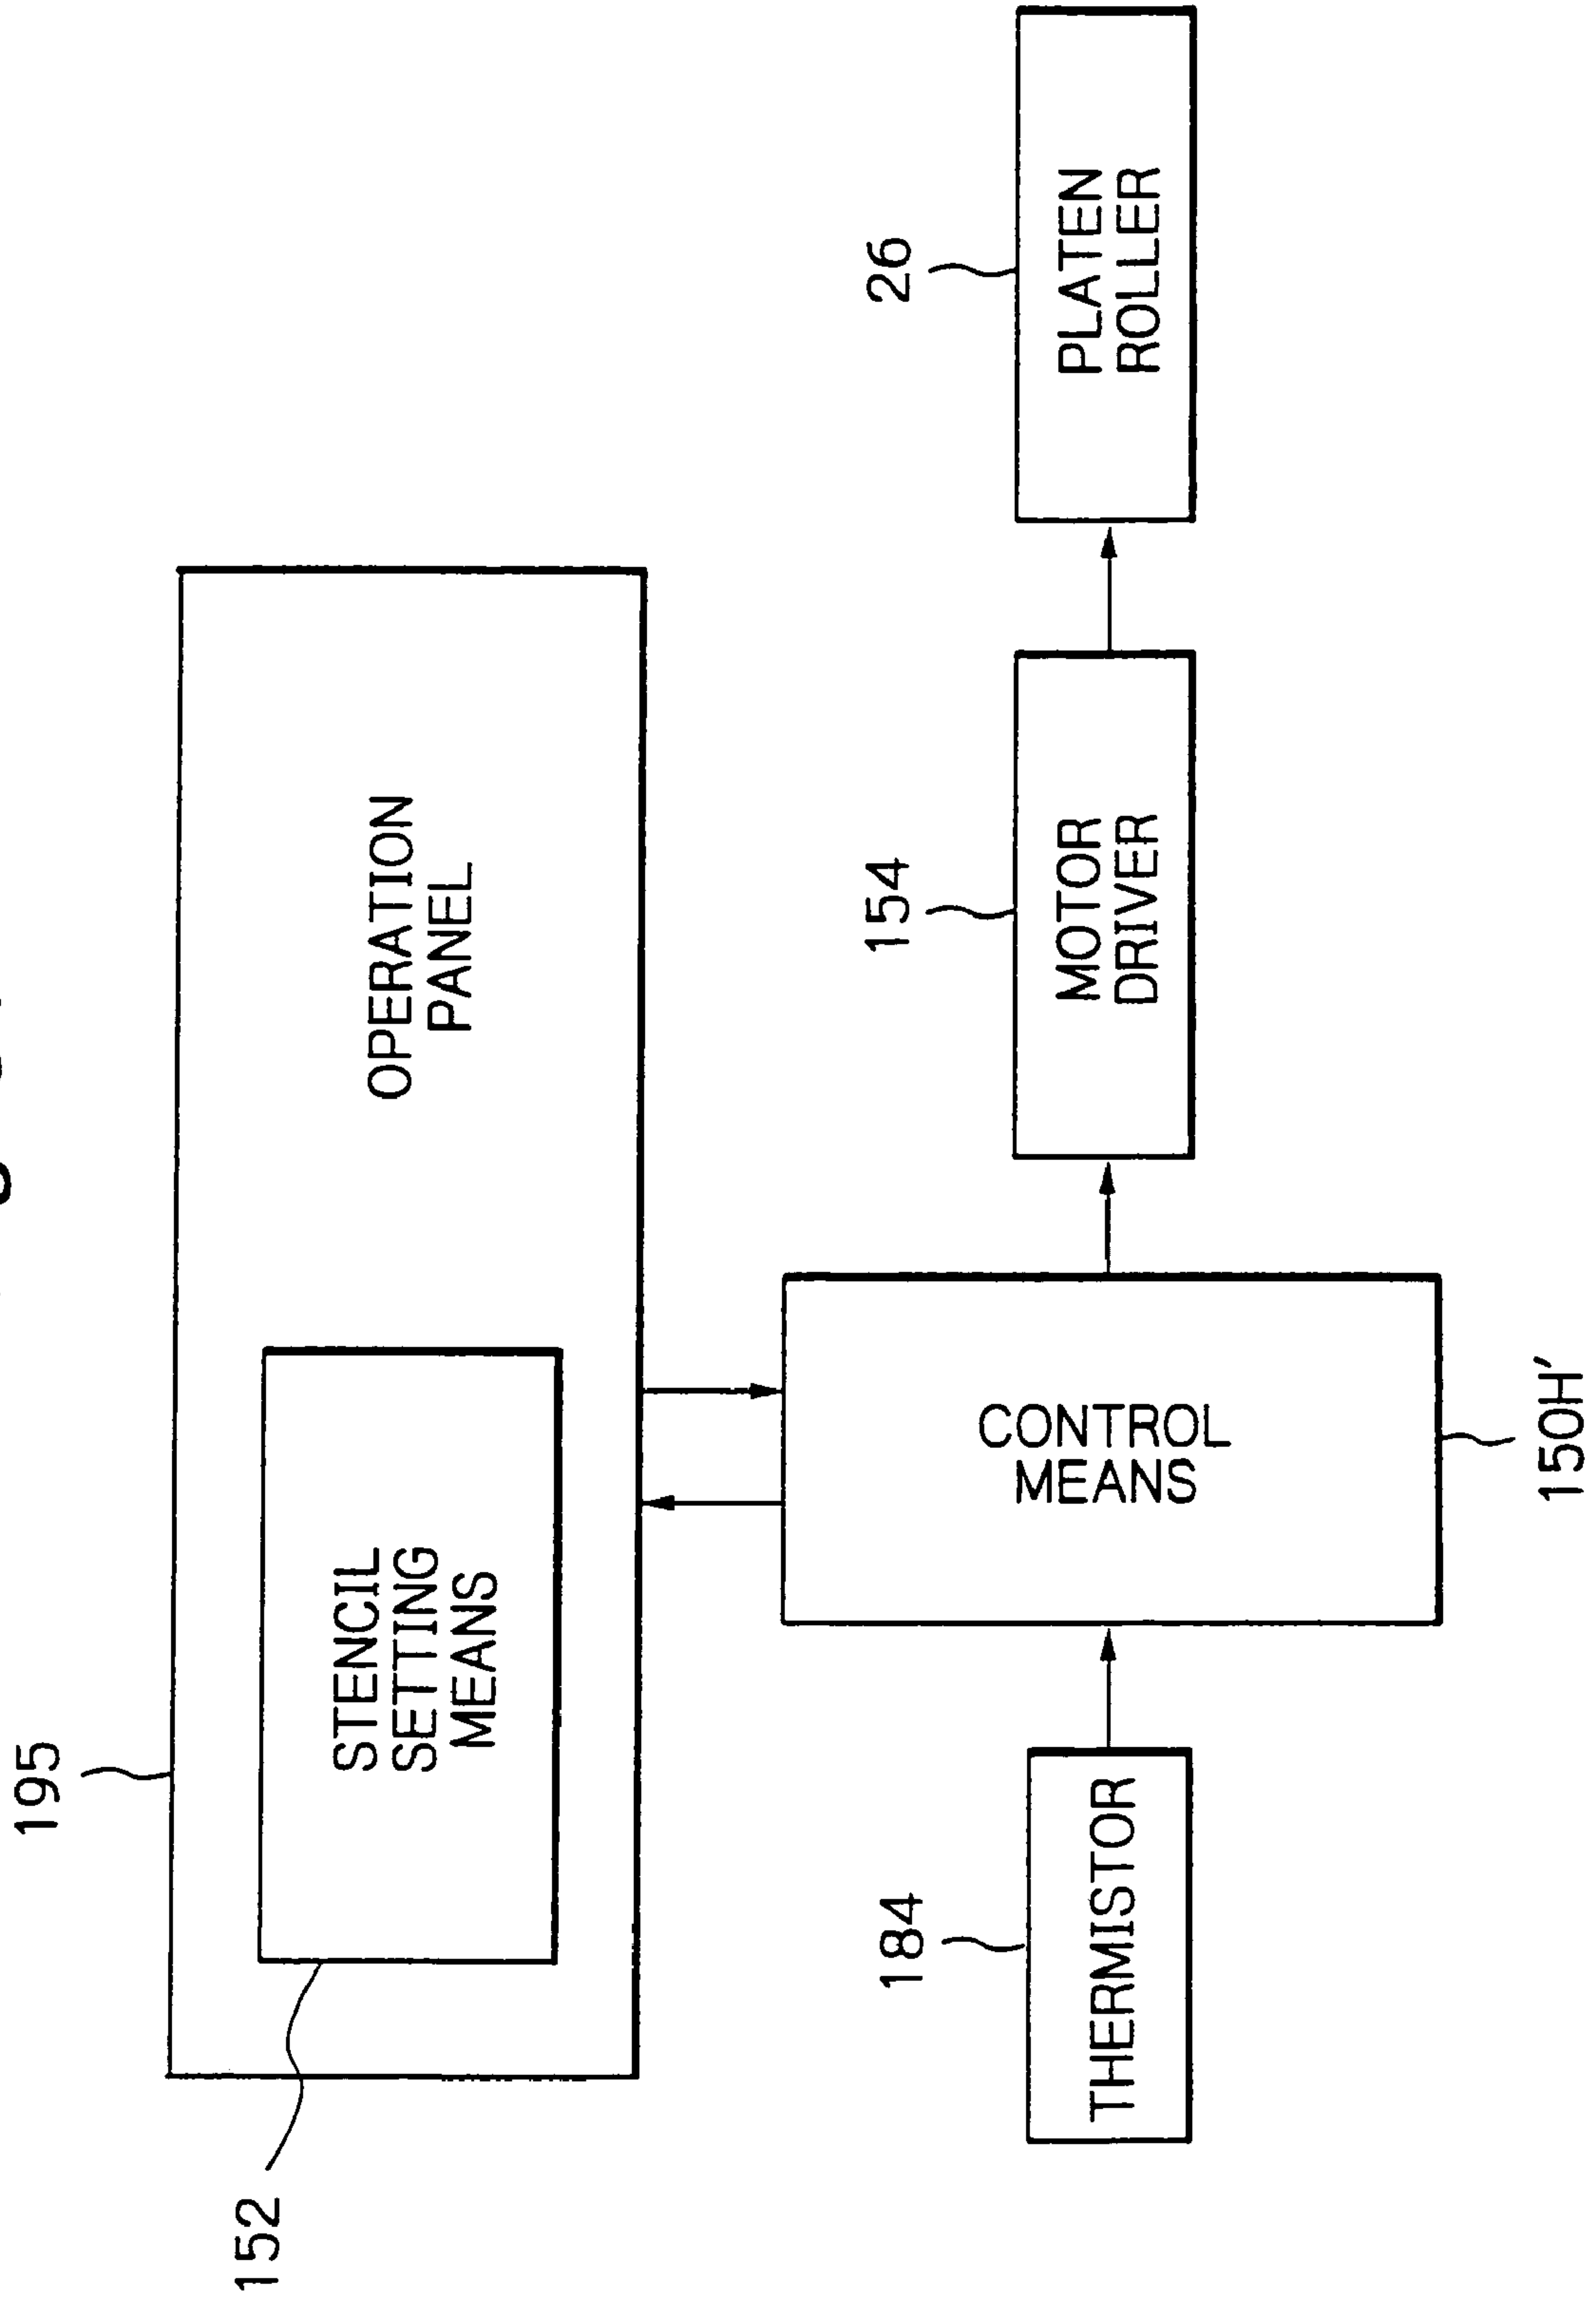 195
152
STENCIL
SETTING
MEANS
OPERATION
PANEL
184
THERMISTOR
CONTROL
MEANS
150H′
154
MOTOR
DRIVER
26
PLATEN
ROLLER